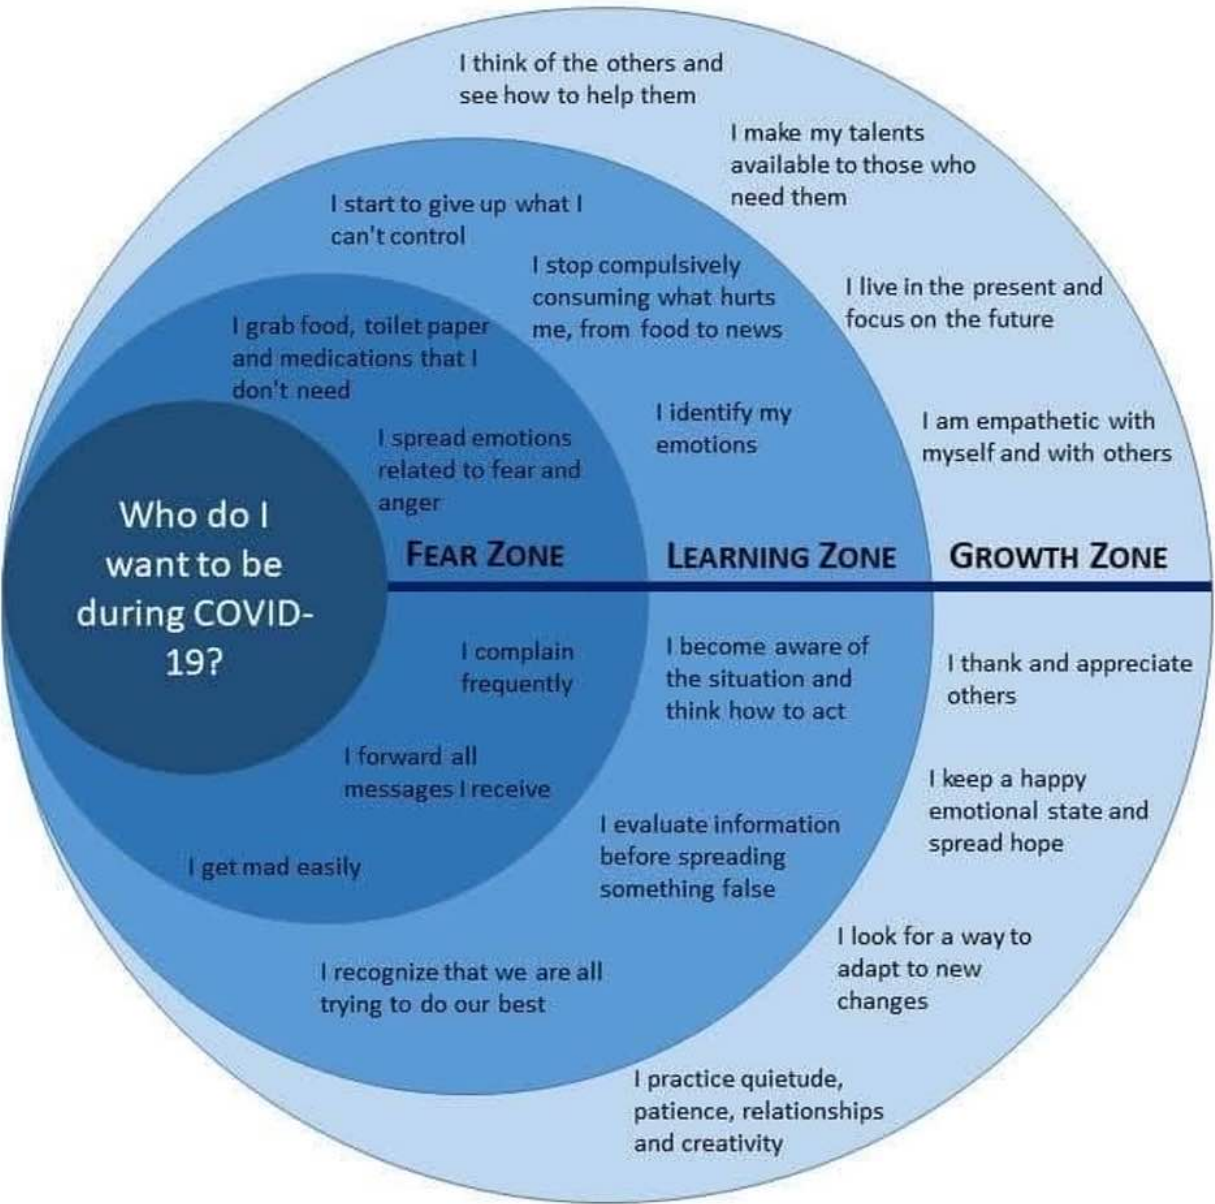 I think of the others and
see how to help them
I make my talents
available to those who
need them
I start to give up what I
can't control
I stop compulsively
consuming what hurts
me, from food to news
I live in the present and
focus on the future
I grab food, toilet paper
and medications that I
don't need
I identify my
emotions
I am empathetic with
myself and with others
I spread emotions
related to fear and
anger
Who do I
want to be
during COVID-
19?
FEAR ZONE
LEARNING ZONE
GROWTH ZONE
I complain
frequently
I become aware of
the situation and
think how to act
I thank and appreciate
others
I forward all
messages I receive
I keep a happy
emotional state and
spread hope
I evaluate information
before spreading
something false
I get mad easily
I look for a way to
adapt to new
changes
I recognize that we are all
trying to do our best
I practice quietude,
patience, relationships
and creativity